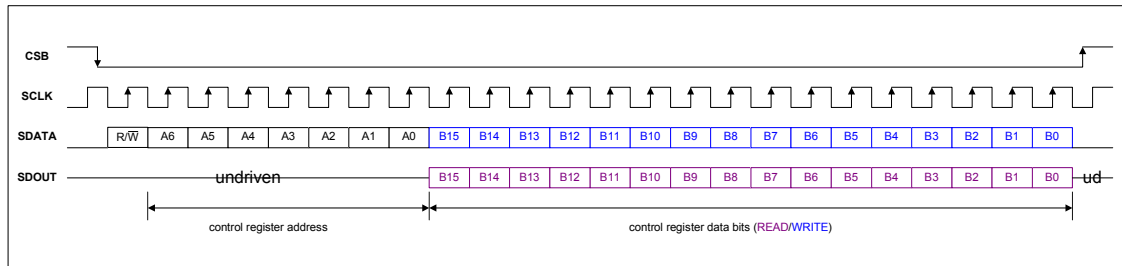 CSB
SCLK
SDATA R/W̅ A6 A5 A4 A3 A2 A1 A0 B15 B14 B13 B12 B11 B10 B9 B8 B7 B6 B5 B4 B3 B2 B1 B0
SDOUT undriven B15 B14 B13 B12 B11 B10 B9 B8 B7 B6 B5 B4 B3 B2 B1 B0 ud
control register address control register data bits (READ/WRITE)